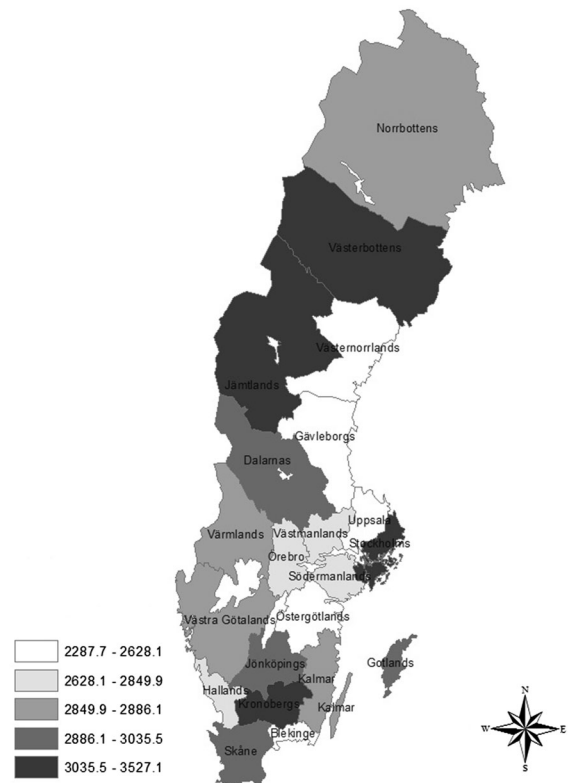 Norrbottens
Västerbottens
Västernorrlands
Jämtlands
Gävleborgs
Dalarnas
Uppsala
Stockholms
Värmlands
Västmanlands
Örebro
Södermanlands
Östergötlands
Västra Götalands
Jönköpings
Gotlands
Kalmar
Hallands
Kronobergs
Kalmar
Blekinge
Skåne
2287.7 - 2628.1
2628.1 - 2849.9
2849.9 - 2886.1
2886.1 - 3035.5
3035.5 - 3527.1
N
W
E
S